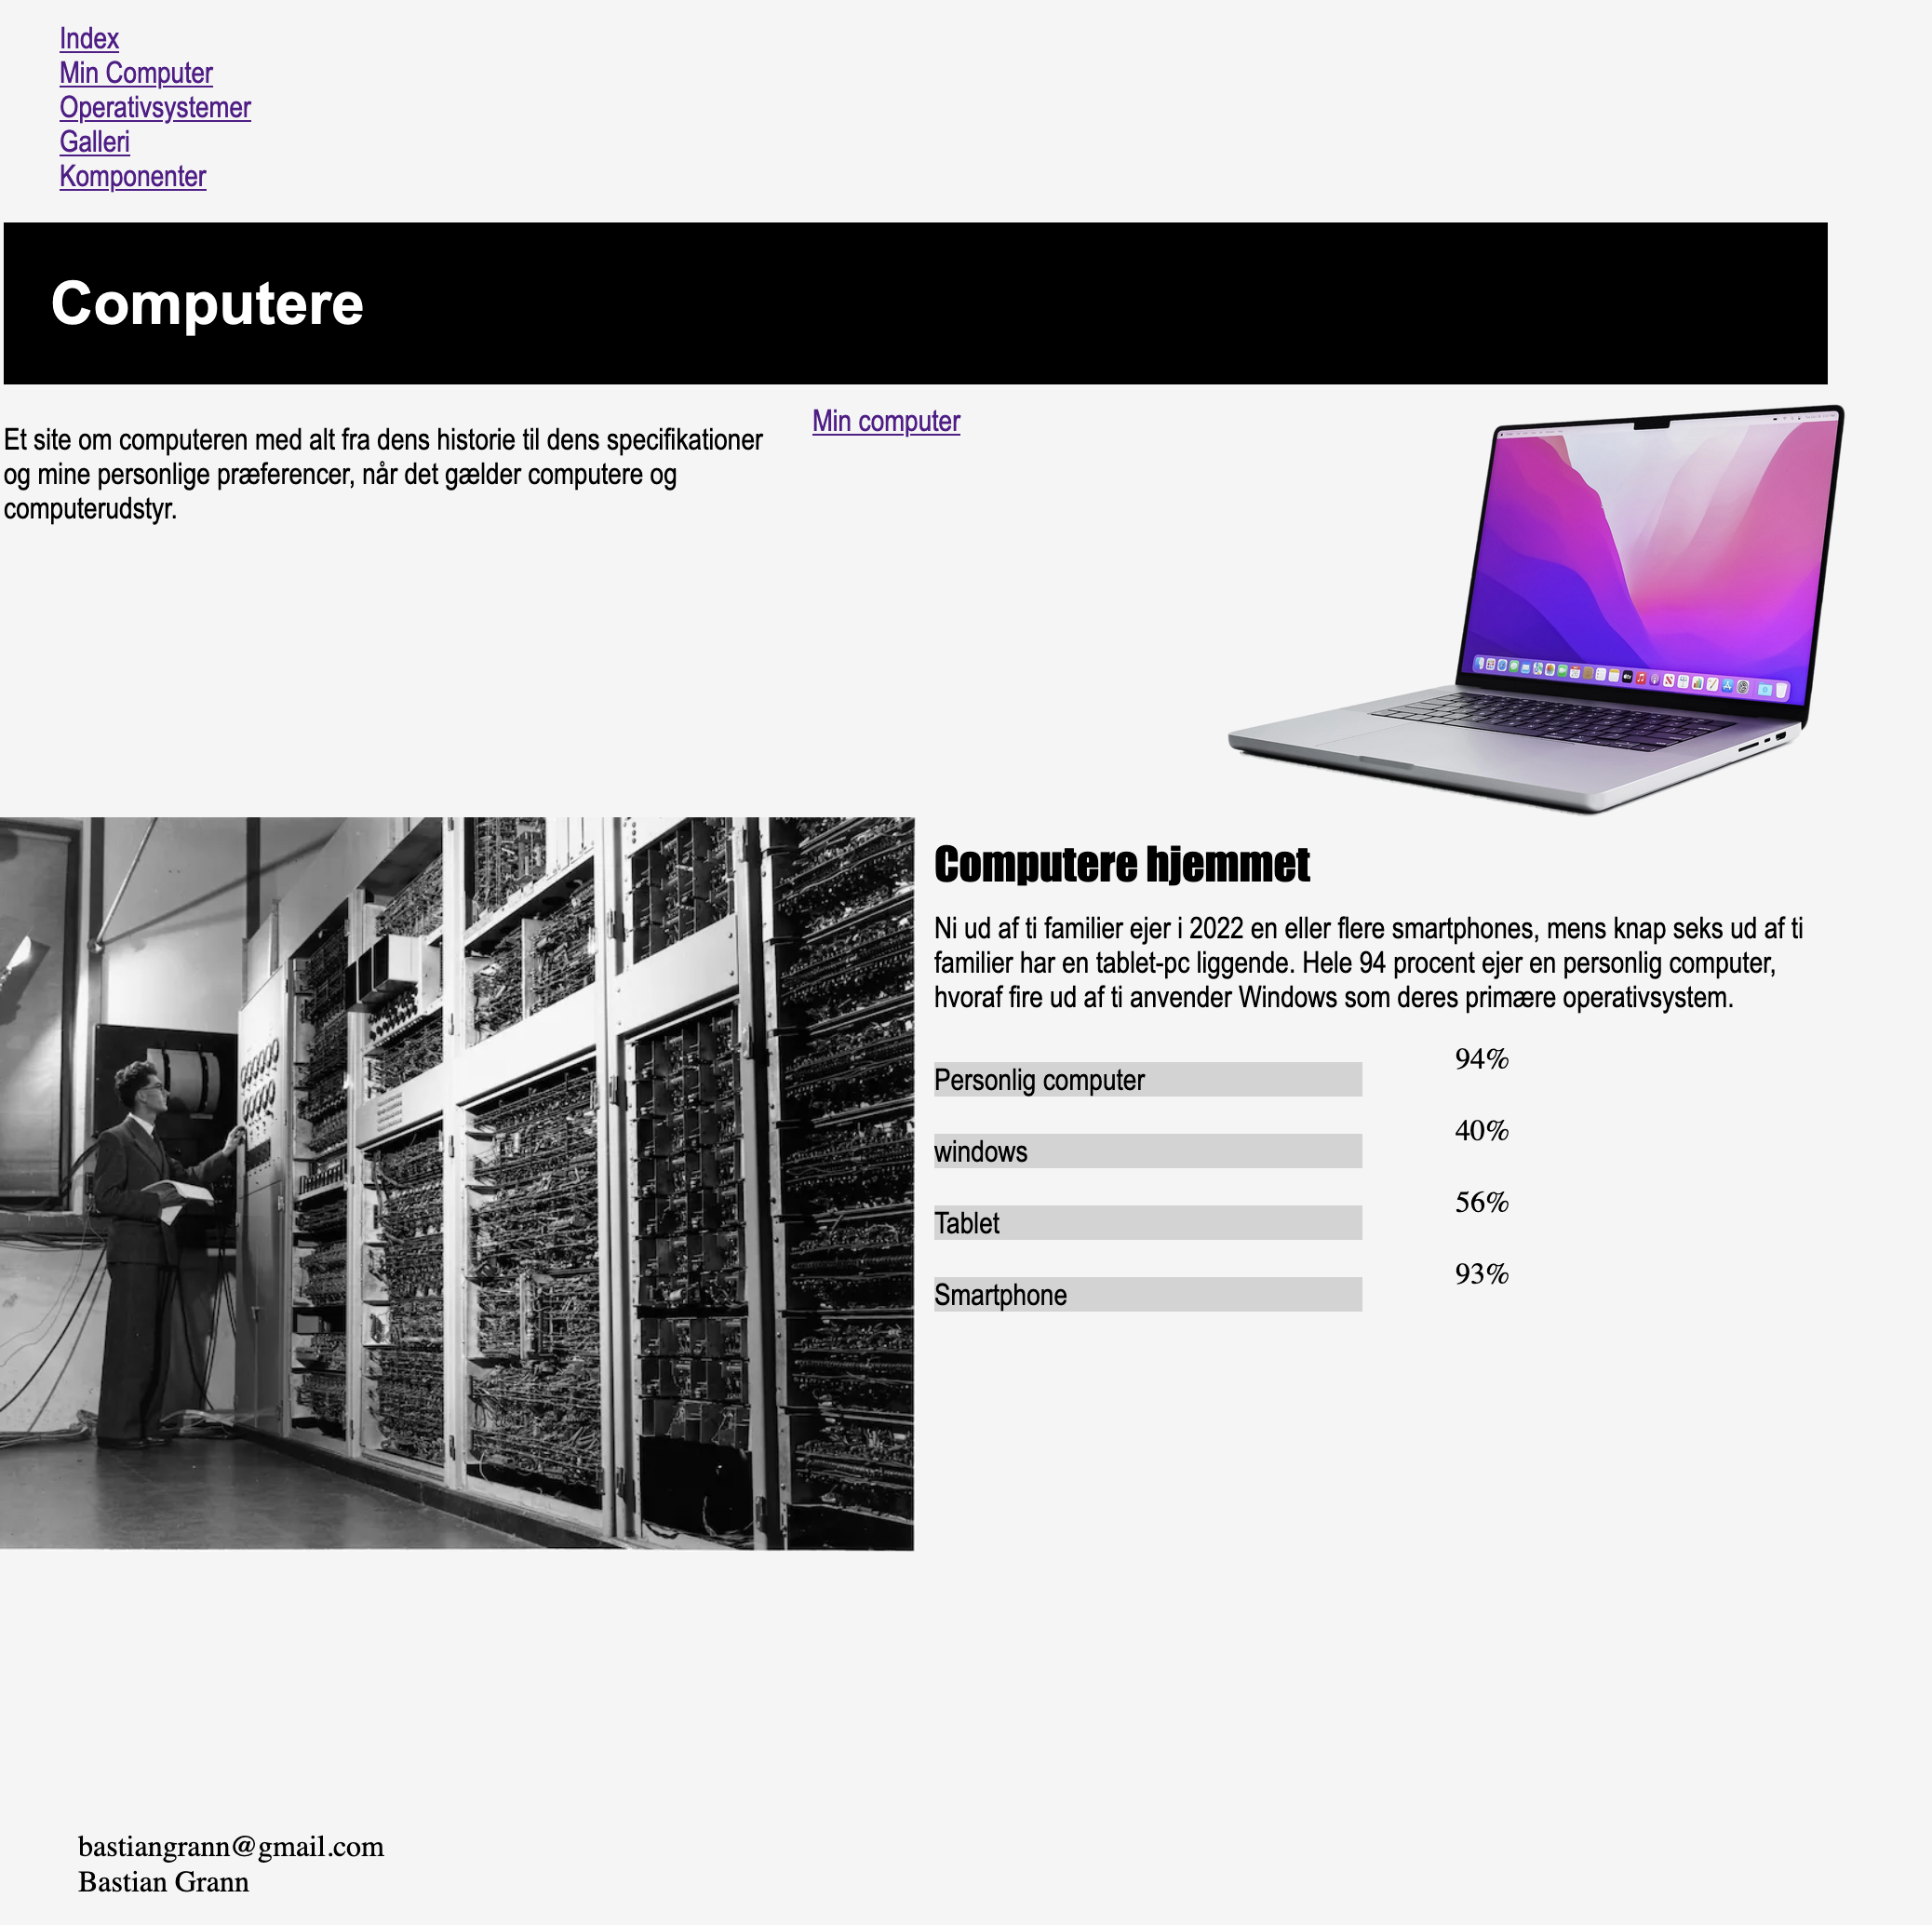 Index
Min Computer
Operativsystemer
Galleri
Komponenter
Computere
Et site om computeren med alt fra dens historie til dens specifikationer
og mine personlige præferencer, når det gælder computere og
computerudstyr.
Min computer
Computere hjemmet
Ni ud af ti familier ejer i 2022 en eller flere smartphones, mens knap seks ud af ti
familier har en tablet-pc liggende. Hele 94 procent ejer en personlig computer,
hvoraf fire ud af ti anvender Windows som deres primære operativsystem.
Personlig computer 94%
windows 40%
Tablet 56%
Smartphone 93%
bastiangrann@gmail.com
Bastian Grann